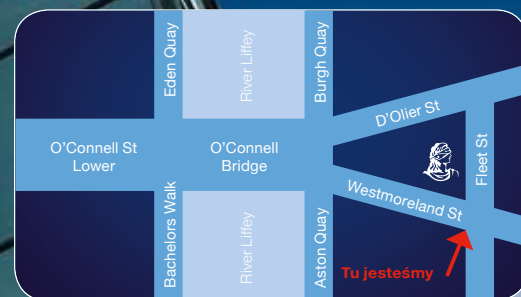 Eden Quay
River Liffey
Burgh Quay
D'Olier St
O'Connell St
Lower
O'Connell
Bridge
Fleet St
Westmoreland St
Bachelors Walk
River Liffey
Aston Quay
Tu jesteśmy